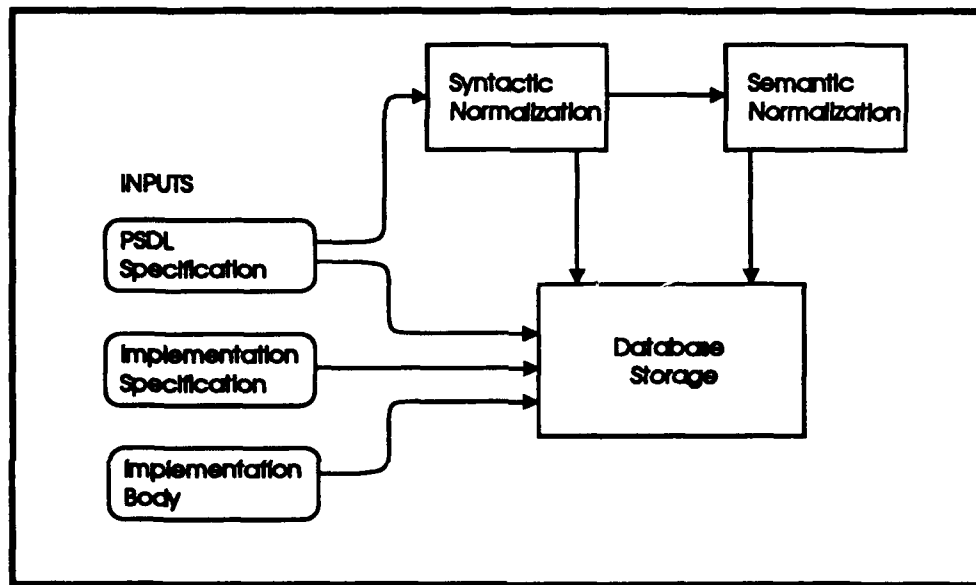 Syntactic
Normalization
Semantic
Normalization
INPUTS
PSDL
Specification
Implementation
Specification
Implementation
Body
Database
Storage